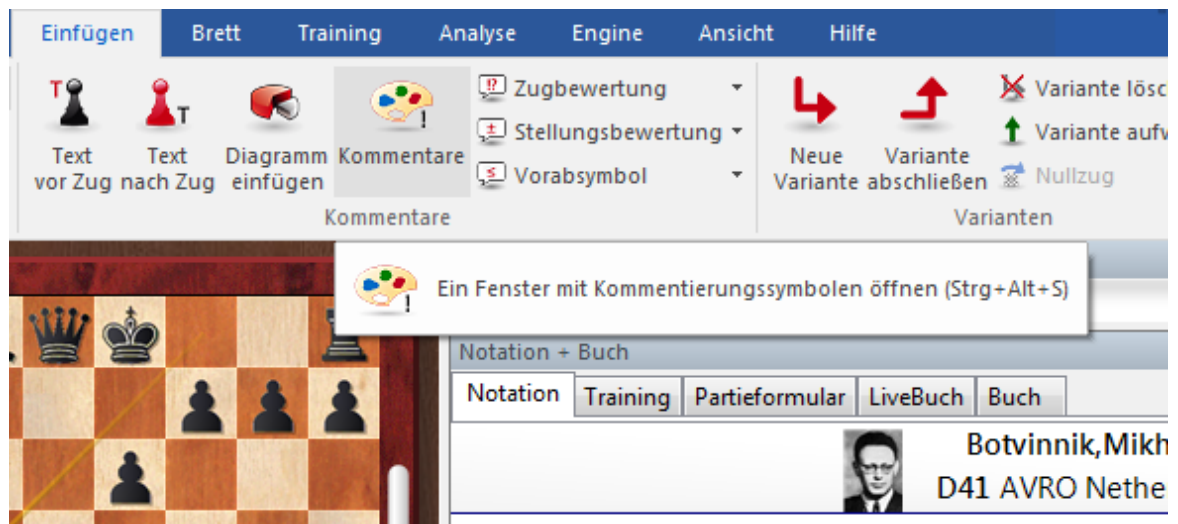 Einfügen Brett Training Analyse Engine Ansicht Hilfe
T
Text
vor Zug
T
Text
nach Zug
Diagramm
einfügen
!
Kommentare
!? Zugbewertung
± Stellungsbewertung
≤ Vorabsymbol
Kommentare
Neue
Variante
Variante
abschließen
Variante lösc
Variante aufv
Nullzug
Varianten
! Ein Fenster mit Kommentierungssymbolen öffnen (Strg+Alt+S)
Notation + Buch
Notation Training Partieformular LiveBuch Buch
Botvinnik,Mikh
D41 AVRO Nethe